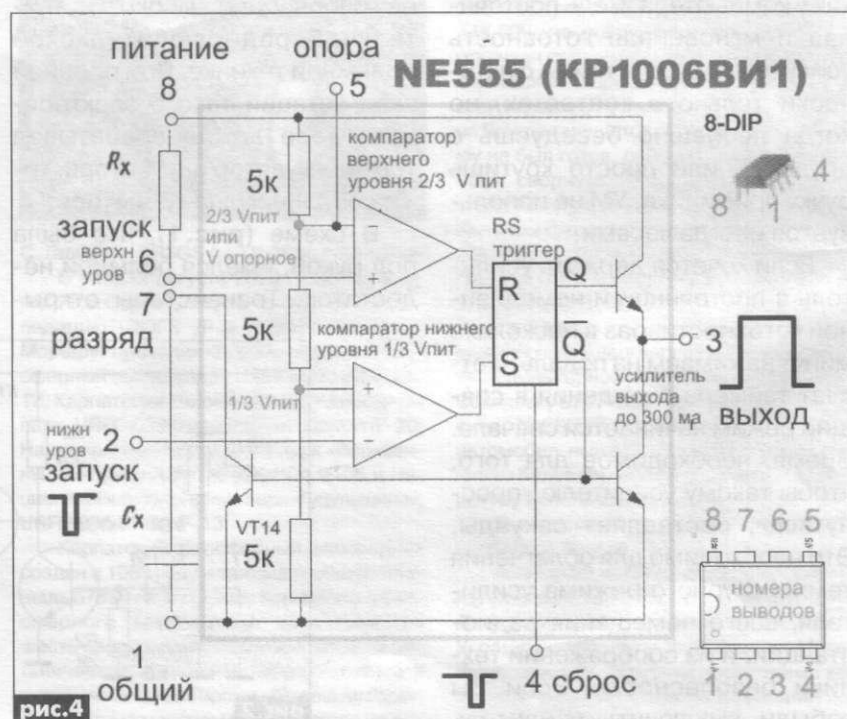 питание
опора
8
5
NE555 (КР1006ВИ1)
8-DIP
4
8
1
Rx
5к
компаратор
верхнего
уровня 2/3 V пит
2/3 Vпит
или
V опорное
запуск
верхн
уров
6
7
разряд
+
RS
триггер
R
Q
S
Q
5к
компаратор нижнего
уровня 1/3 Vпит
3
усилитель
выхода
до 300 ма
ВЫХОД
1/3 Vпит
+
−
нижн
уров
2
запуск
Cx
VT14
5к
8 7 6 5
номера
выводов
1 2 3 4
1
общий
4 сброс
рис.4